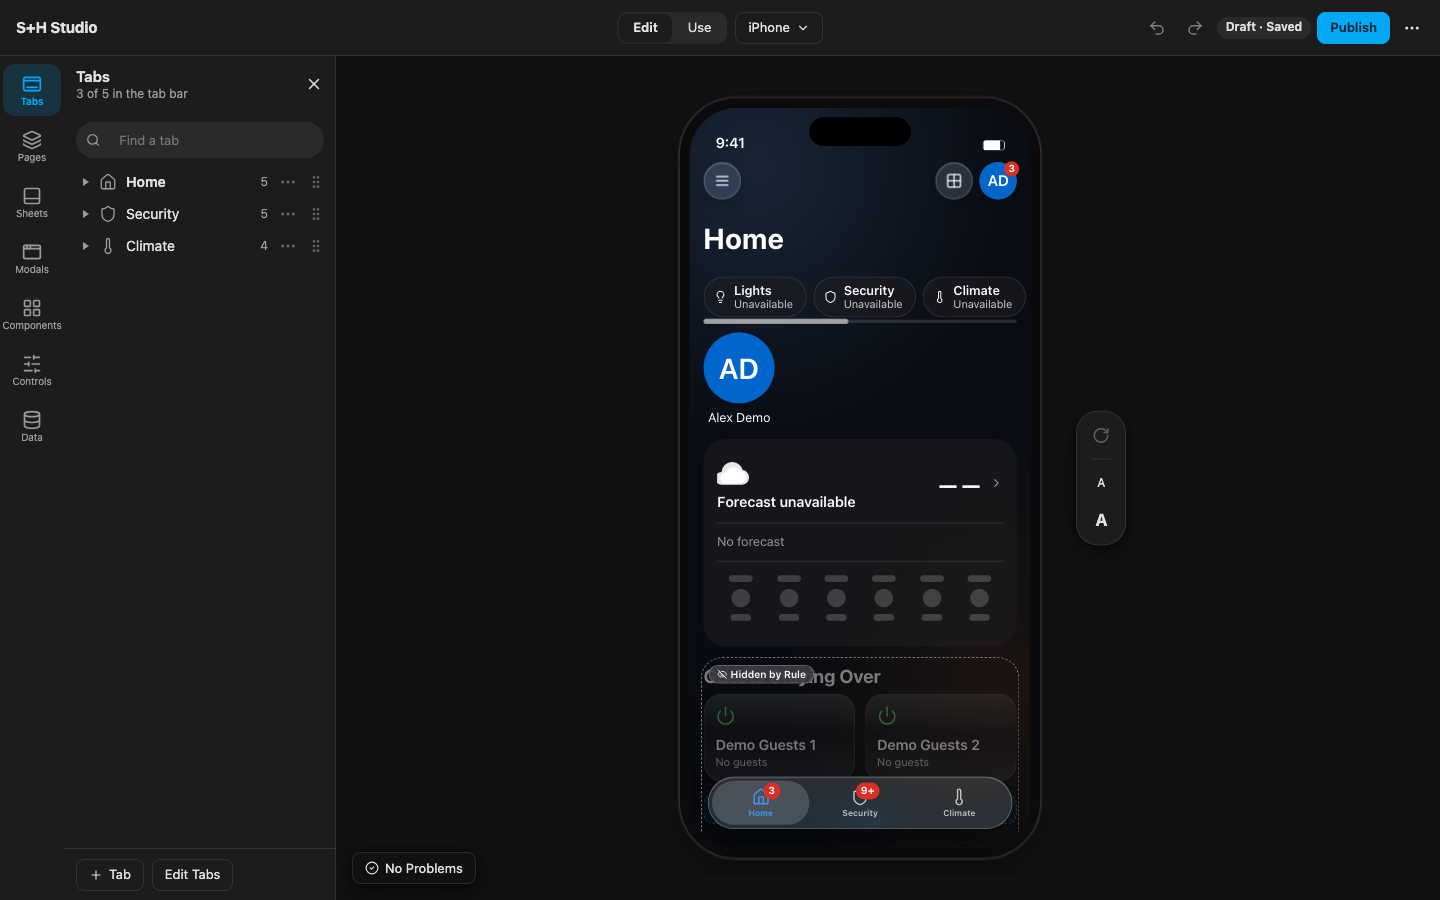 S+H Studio
Edit
Use
iPhone
Draft · Saved
Publish
Tabs
Pages
Sheets
Modals
Components
Controls
Data
Tabs
3 of 5 in the tab bar
Find a tab
Home 5
Security 5
Climate 4
+ Tab
Edit Tabs
No Problems
9:41
AD
3
Home
Lights
Unavailable
Security
Unavailable
Climate
Unavailable
AD
Alex Demo
Forecast unavailable
No forecast
Hidden by Rule
Over
Demo Guests 1
No guests
Demo Guests 2
No guests
3
Home
9+
Security
Climate
A
A